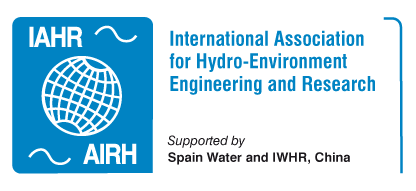 IAHR
AIRH
International Association
for Hydro-Environment
Engineering and Research
Supported by
Spain Water and IWHR, China